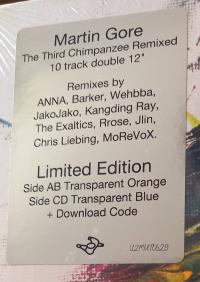 Martin Gore
The Third Chimpanzee Remixed
10 track double 12"
Remixes by
ANNA, Barker, Wehbba,
JakoJako, Kangding Ray,
The Exaltics, Rrose, Jlin,
Chris Liebing, MoReVoX.
Limited Edition
Side AB Transparent Orange
Side CD Transparent Blue
+ Download Code
12MUTE629